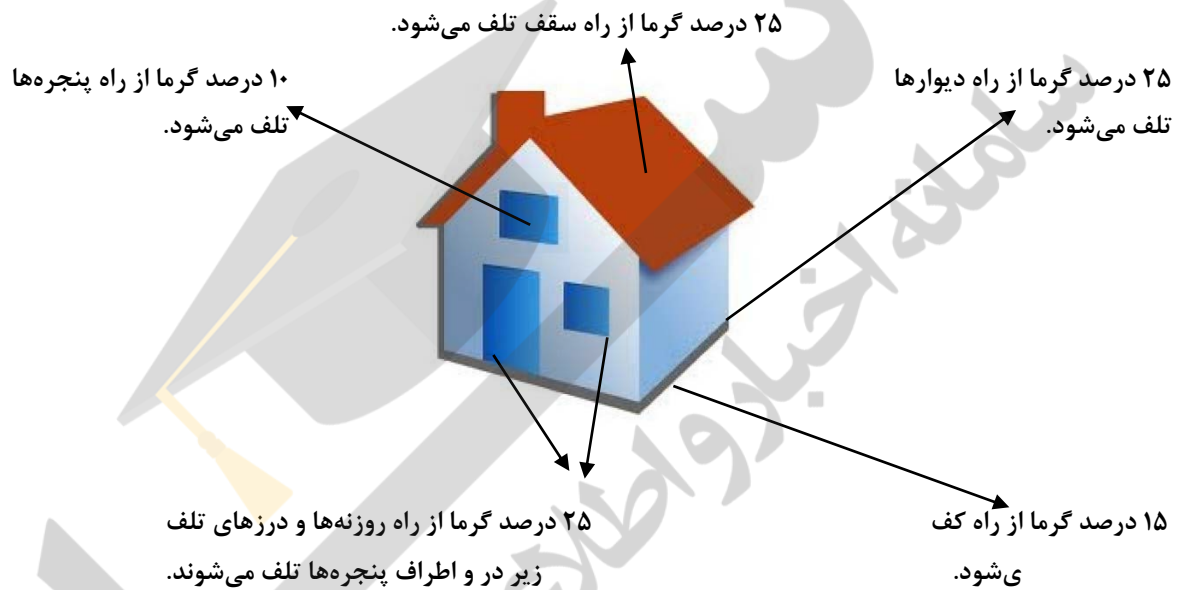 ۲۵ درصد گرما از راه سقف تلف می‌شود.
۲۵ درصد گرما از راه دیوارها
تلف می‌شود.
۱۰ درصد گرما از راه پنجره‌ها
تلف می‌شود.
۱۵ درصد گرما از راه کف
ی‌شود.
۲۵ درصد گرما از راه روزنه‌ها و درزهای تلف
زیر در و اطراف پنجره‌ها تلف می‌شوند.
سامانه اخبار و